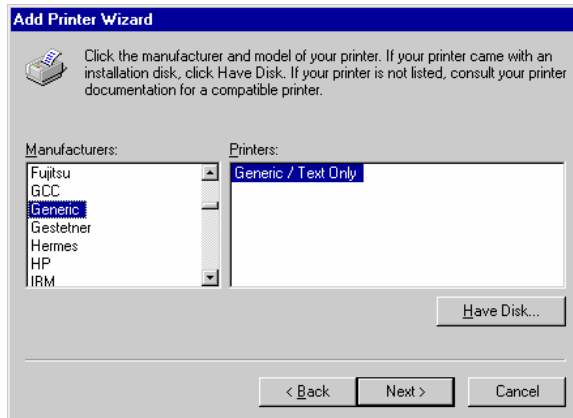 Add Printer Wizard
Click the manufacturer and model of your printer. If your printer came with an
installation disk, click Have Disk. If your printer is not listed, consult your printer
documentation for a compatible printer.
Manufacturers:
Printers:
Fujitsu
GCC
Generic
Gestetner
Hermes
HP
IBM
Generic / Text Only
Have Disk...
< Back
Next >
Cancel